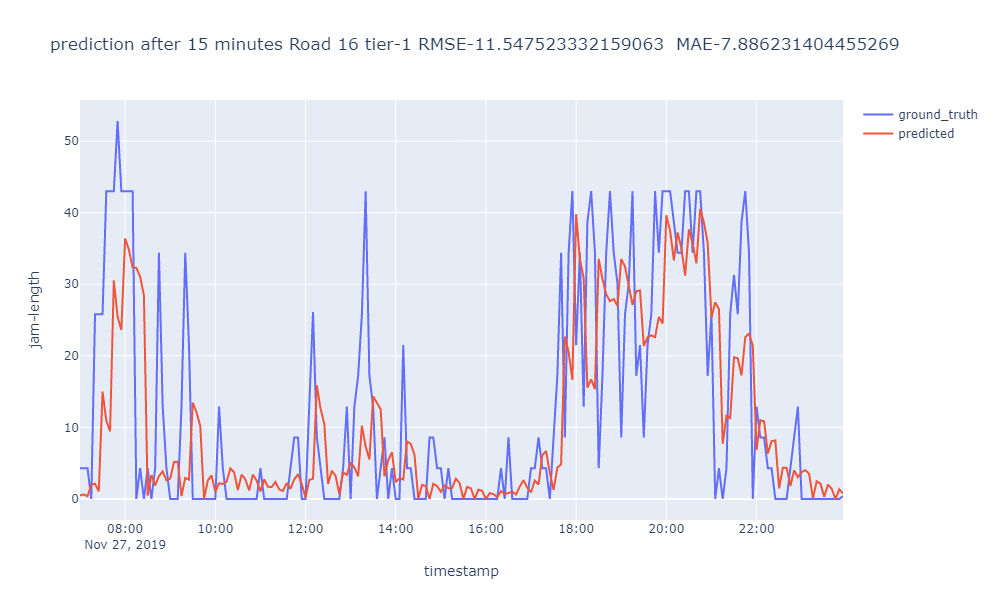 prediction after 15 minutes Road 16 tier-1 RMSE-11.547523332159063  MAE-7.886231404455269
ground_truth
predicted
jam-length
50
40
30
20
10
0
08:00 10:00 12:00 14:00 16:00 18:00 20:00 22:00
Nov 27, 2019
timestamp